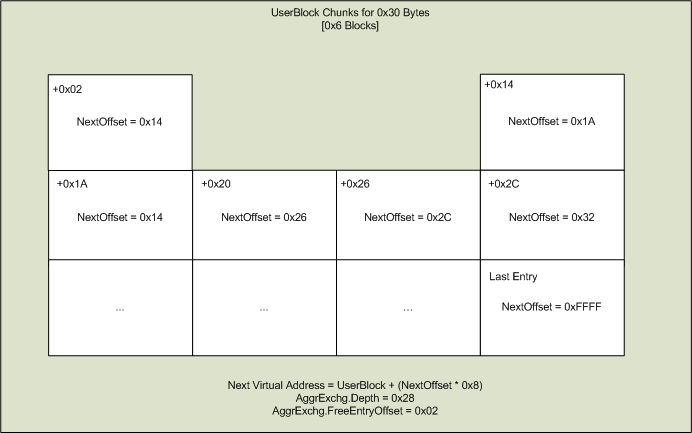 UserBlock Chunks for 0x30 Bytes
[0x6 Blocks]
+0x02
NextOffset = 0x14
+0x14
NextOffset = 0x1A
+0x1A
NextOffset = 0x14
+0x20
NextOffset = 0x26
+0x26
NextOffset = 0x2C
+0x2C
NextOffset = 0x32
...
...
...
Last Entry
NextOffset = 0xFFFF
Next Virtual Address = UserBlock + (NextOffset * 0x8)
AggrExchg.Depth = 0x28
AggrExchg.FreeEntryOffset = 0x02